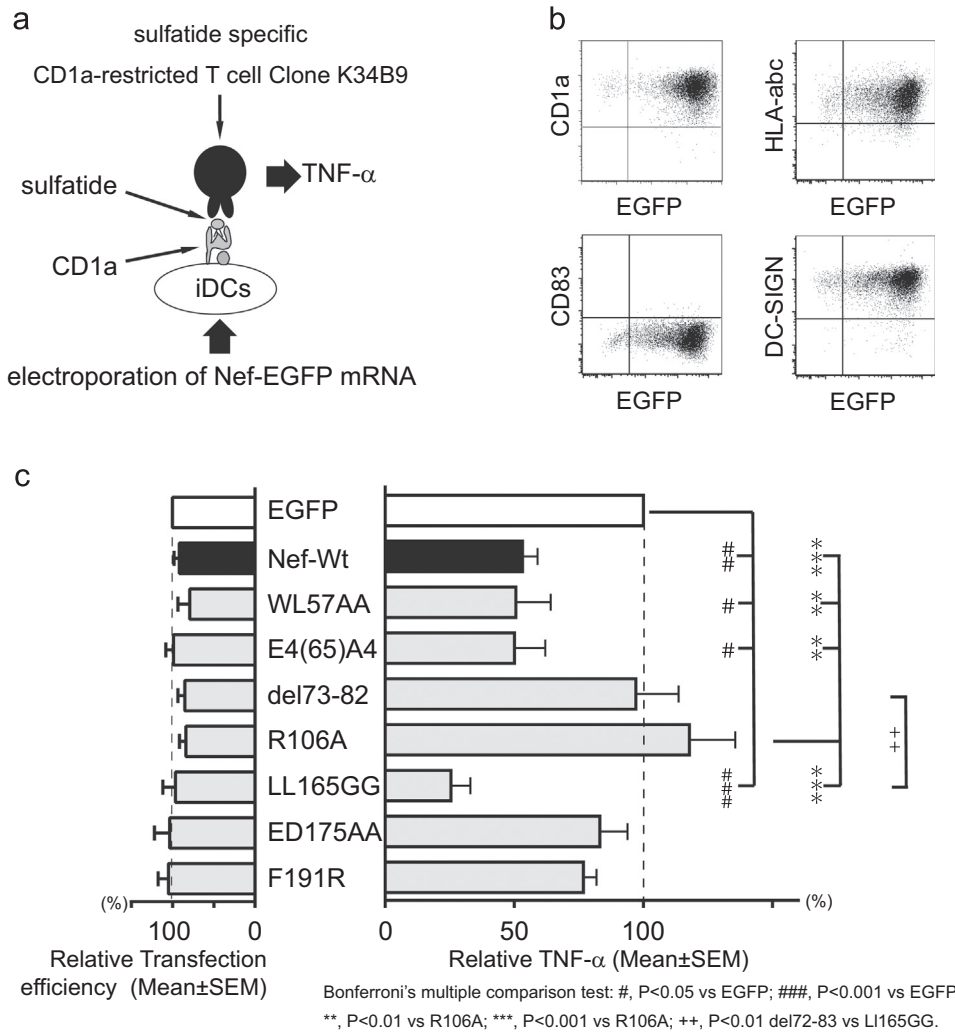 a
sulfatide specific
CD1a-restricted T cell Clone K34B9
TNF-α
sulfatide
CD1a
iDCs
electroporation of Nef-EGFP mRNA
b
CD1a
EGFP
HLA-abc
EGFP
CD83
EGFP
DC-SIGN
EGFP
c
EGFP
Nef-Wt
WL57AA
E4(65)A4
del73-82
R106A
LL165GG
ED175AA
F191R
##
#
#
###
***
**
**
***
++
(%)
100 0
Relative Transfection
efficiency (Mean±SEM)
0 50 100
(%)
Relative TNF-α (Mean±SEM)
Bonferroni's multiple comparison test: #, P<0.05 vs EGFP; ###, P<0.001 vs EGFP
**, P<0.01 vs R106A; ***, P<0.001 vs R106A; ++, P<0.01 del72-83 vs Ll165GG.